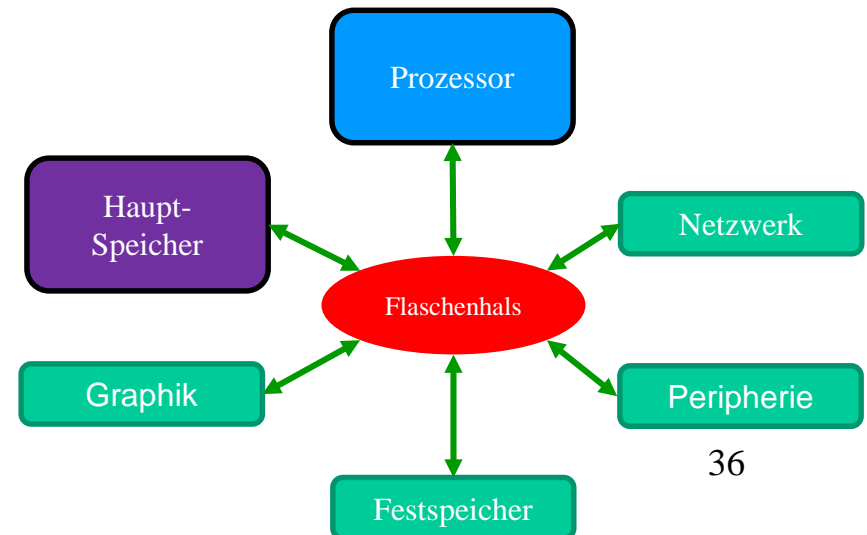 Prozessor
Haupt-
Speicher
Netzwerk
Flaschenhals
Graphik
Peripherie
36
Festspeicher